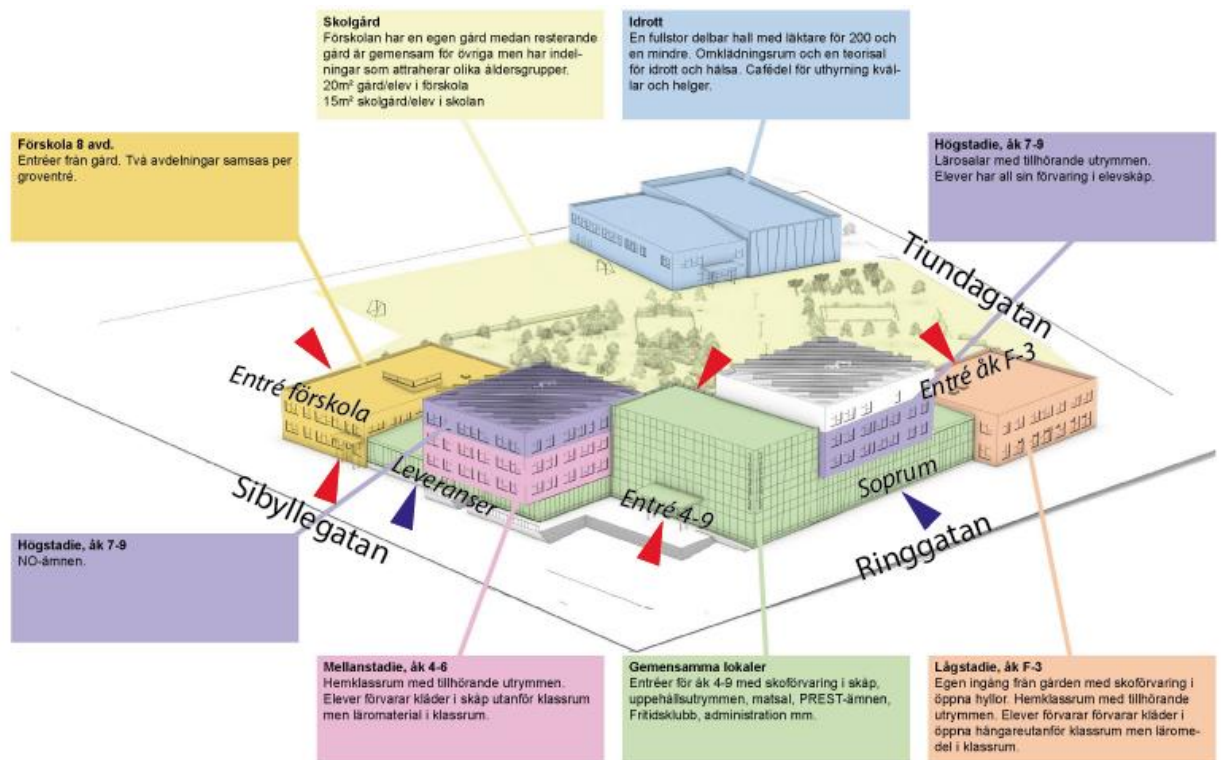 Skolgård
Förskolan har en egen gård medan resterande
gård är gemensam för övriga men har indel-
ningar som attraherar olika åldersgrupper.
20m² gård/elev i förskola
15m² skolgård/elev i skolan
Idrott
En fullstor delbar hall med läktare för 200 och
en mindre. Omklädningsrum och en teorisal
för idrott och hälsa. Cafédel för uthyrning kväl-
lar och helger.
Förskola 8 avd.
Entréer från gård. Två avdelningar samsas per
groventré.
Högstadie, åk 7-9
Lärosalar med tillhörande utrymmen.
Elever har all sin förvaring i elevskåp.
Tiundagatan
Entré förskola
Entré åk F-3
Leveranser
Sibyllegatan
Entré 4-9
Soprum
Ringgatan
Högstadie, åk 7-9
NO-ämnen.
Mellanstadie, åk 4-6
Hemklassrum med tillhörande utrymmen.
Elever förvarar kläder i skåp utanför klassrum
men läromaterial i klassrum.
Gemensamma lokaler
Entréer för åk 4-9 med skoförvaring i skåp,
uppehållsutrymmen, matsal, PREST-ämnen,
Fritidsklubb, administration mm.
Lågstadie, åk F-3
Egen ingång från gården med skoförvaring i
öppna hyllor. Hemklassrum med tillhörande
utrymmen. Elever förvarar förvarar kläder i
öppna hängareutanför klassrum men lärome-
del i klassrum.